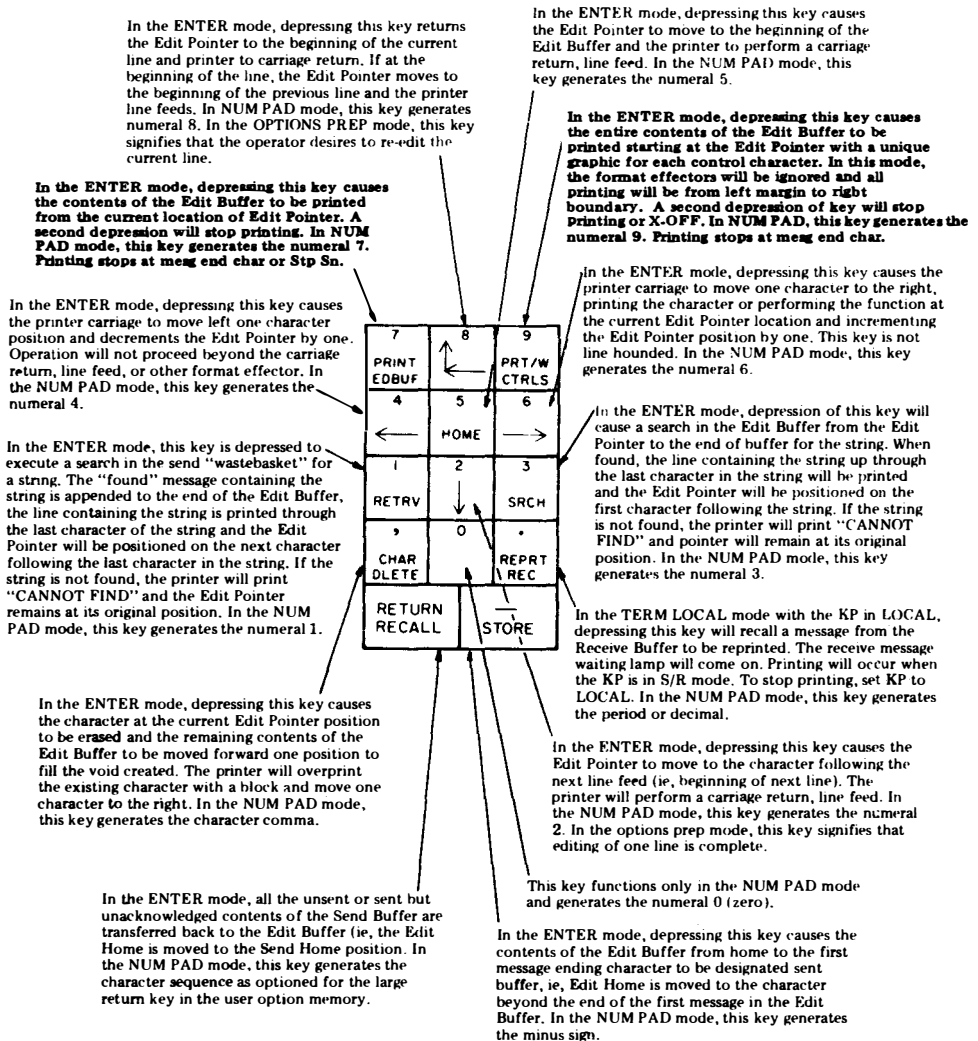 In the ENTER mode, depressing this key returns
the Edit Pointer to the beginning of the current
line and printer to carriage return. If at the
beginning of the line, the Edit Pointer moves to
the beginning of the previous line and the printer
line feeds. In NUM PAD mode, this key generates
numeral 8. In the OPTIONS PREP mode, this key
signifies that the operator desires to re-edit the
current line.
In the ENTER mode, depressing this key causes
the Edit Pointer to move to the beginning of the
Edit Buffer and the printer to perform a carriage
return, line feed. In the NUM PAD mode, this
key generates the numeral 5.
In the ENTER mode, depressing this key causes
the entire contents of the Edit Buffer to be
printed starting at the Edit Pointer with a unique
graphic for each control character. In this mode,
the format effectors will be ignored and all
printing will be from left margin to right
boundary. A second depression of key will stop
printing or X-OFF. In NUM PAD, this key generates the
numeral 9. Printing stops at mesg end char.
In the ENTER mode, depressing this key causes
the contents of the Edit Buffer to be printed
from the current location of Edit Pointer. A
second depression will stop printing. In NUM
PAD mode, this key generates the numeral 7.
Printing stops at mesg end char or Stp Sn.
In the ENTER mode, depressing this key causes the
printer carriage to move one character to the right,
printing the character or performing the function at
the current Edit Pointer location and incrementing
the Edit Pointer position by one. This key is not
line hounded. In the NUM PAD mode, this key
generates the numeral 6.
In the ENTER mode, depressing this key causes
the printer carriage to move left one character
position and decrements the Edit Pointer by one.
Operation will not proceed beyond the carriage
return, line feed, or other format effector. In
the NUM PAD mode, this key generates the
numeral 4.
7 8 9
PRINT EDBUF PRT/W CTRLS
4 5 6
← HOME →
1 2 3
RETRV ↓ SRCH
, 0 .
CHAR DLETE REPRT REC
RETURN RECALL — STORE
In the ENTER mode, depression of this key will
cause a search in the Edit Buffer from the Edit
Pointer to the end of buffer for the string. When
found, the line containing the string up through
the last character in the string will be printed
and the Edit Pointer will be positioned on the
first character following the string. If the string
is not found, the printer will print "CANNOT
FIND" and pointer will remain at its original
position. In the NUM PAD mode, this key
generates the numeral 3.
In the ENTER mode, this key is depressed to
execute a search in the send "wastebasket" for
a string. The "found" message containing the
string is appended to the end of the Edit Buffer,
the line containing the string is printed through
the last character of the string and the Edit
Pointer will be positioned on the next character
following the last character in the string. If the
string is not found, the printer will print
"CANNOT FIND" and the Edit Pointer
remains at its original position. In the NUM
PAD mode, this key generates the numeral 1.
In the TERM LOCAL mode with the KP in LOCAL,
depressing this key will recall a message from the
Receive Buffer to be reprinted. The receive message
waiting lamp will come on. Printing will occur when
the KP is in S/R mode. To stop printing, set KP to
LOCAL. In the NUM PAD mode, this key generates
the period or decimal.
In the ENTER mode, depressing this key causes
the character at the current Edit Pointer position
to be erased and the remaining contents of the
Edit Buffer to be moved forward one position to
fill the void created. The printer will overprint
the existing character with a block and move one
character to the right. In the NUM PAD mode,
this key generates the character comma.
In the ENTER mode, depressing this key causes the
Edit Pointer to move to the character following the
next line feed (ie, beginning of next line). The
printer will perform a carriage return, line feed. In
the NUM PAD mode, this key generates the numeral
2. In the options prep mode, this key signifies that
editing of one line is complete.
This key functions only in the NUM PAD mode
and generates the numeral 0 (zero).
In the ENTER mode, all the unsent or sent but
unacknowledged contents of the Send Buffer are
transferred back to the Edit Buffer (ie, the Edit
Home is moved to the Send Home position. In
the NUM PAD mode, this key generates the
character sequence as optioned for the large
return key in the user option memory.
In the ENTER mode, depressing this key causes the
contents of the Edit Buffer from home to the first
message ending character to be designated sent
buffer, ie, Edit Home is moved to the character
beyond the end of the first message in the Edit
Buffer. In the NUM PAD mode, this key generates
the minus sign.